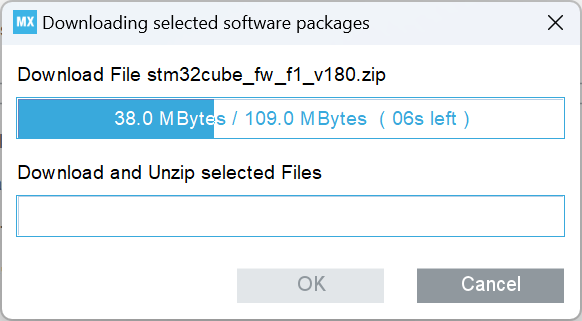 MX Downloading selected software packages
Download File stm32cube_fw_f1_v180.zip
38.0 MBytes / 109.0 MBytes ( 06s left )
Download and Unzip selected Files
OK Cancel